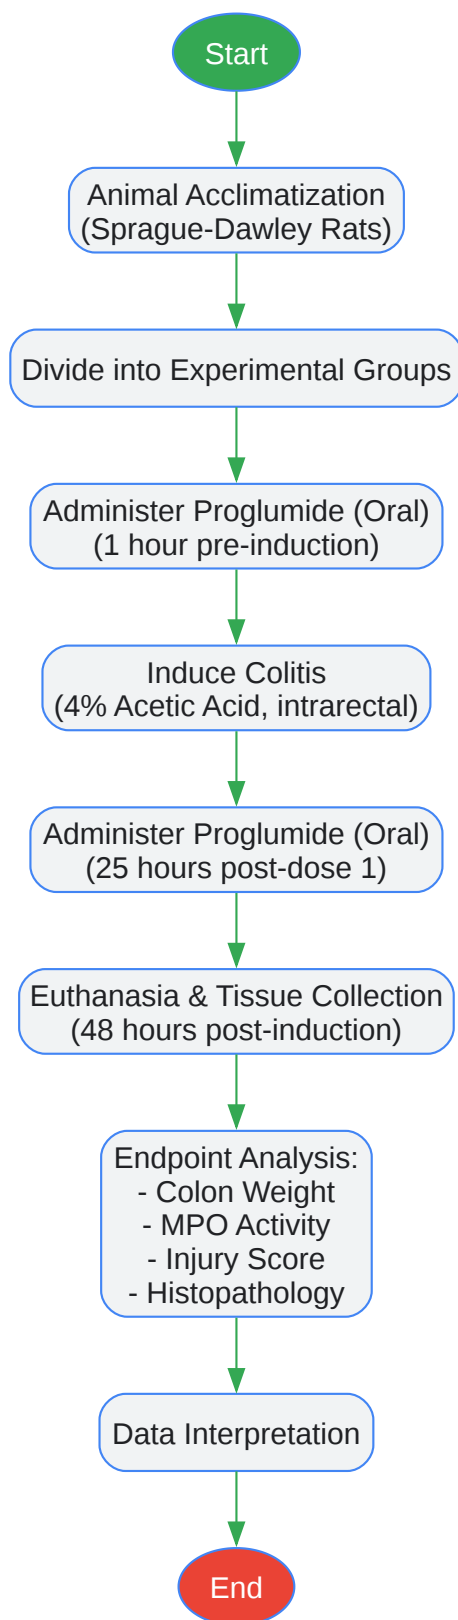 Start
Animal Acclimatization
(Sprague-Dawley Rats)
Divide into Experimental Groups
Administer Proglumide (Oral)
(1 hour pre-induction)
Induce Colitis
(4% Acetic Acid, intrarectal)
Administer Proglumide (Oral)
(25 hours post-dose 1)
Euthanasia & Tissue Collection
(48 hours post-induction)
Endpoint Analysis:
- Colon Weight
- MPO Activity
- Injury Score
- Histopathology
Data Interpretation
End